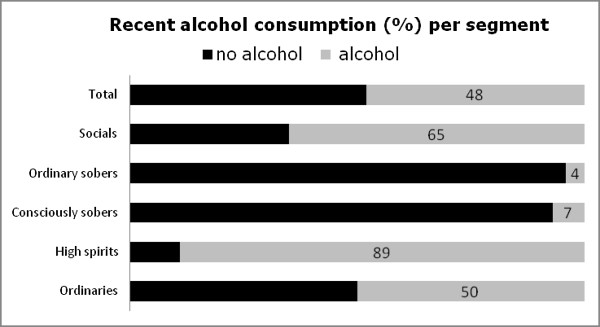 Recent alcohol consumption (%) per segment
no alcohol alcohol
Total 48
Socials 65
Ordinary sobers 4
Consciously sobers 7
High spirits 89
Ordinaries 50